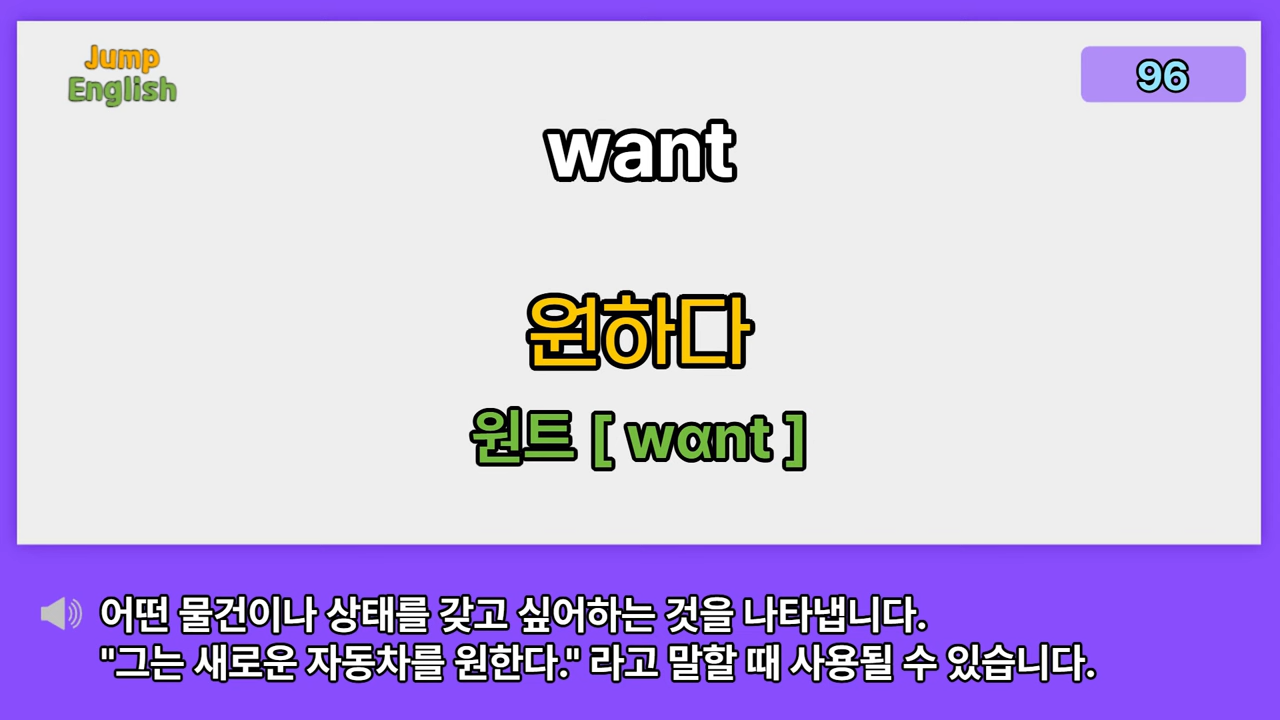 Jump
English
96
want
원하다
원트 [ wɑnt ]
어떤 물건이나 상태를 갖고 싶어하는 것을 나타냅니다.
"그는 새로운 자동차를 원한다." 라고 말할 때 사용될 수 있습니다.